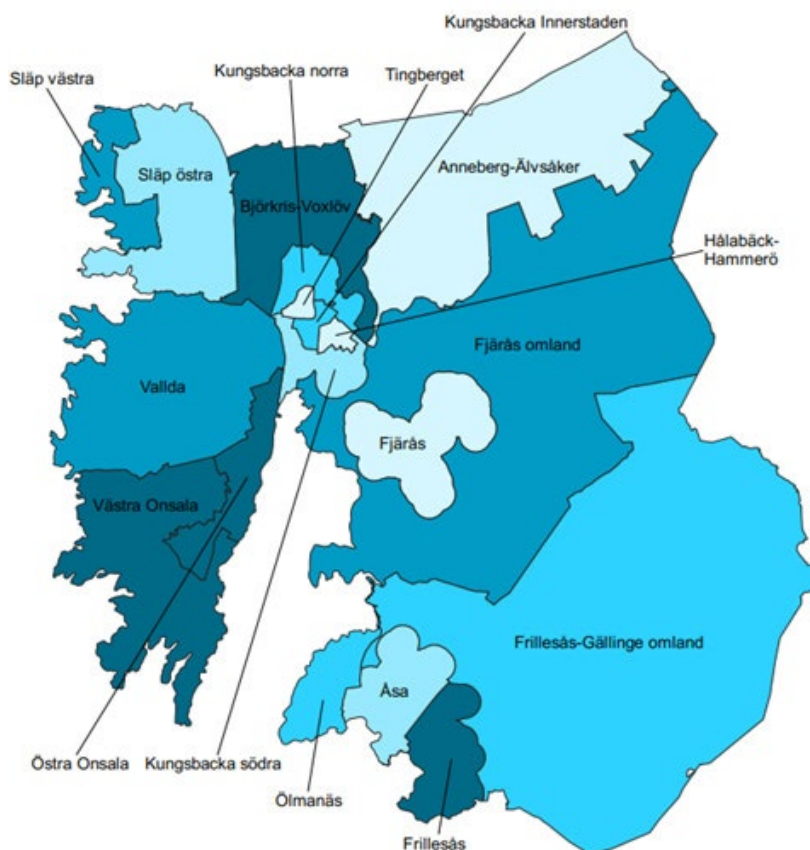 Kungsbacka Innerstaden
Kungsbacka norra
Tingberget
Släp västra
Släp östra
Anneberg-Älvsåker
Björkris-Voxlöv
Hålabäck-
Hammerö
Fjärås omland
Vallda
Fjärås
Västra Onsala
Frillesås-Gällinge omland
Åsa
Östra Onsala
Kungsbacka södra
Ölmanäs
Frillesås